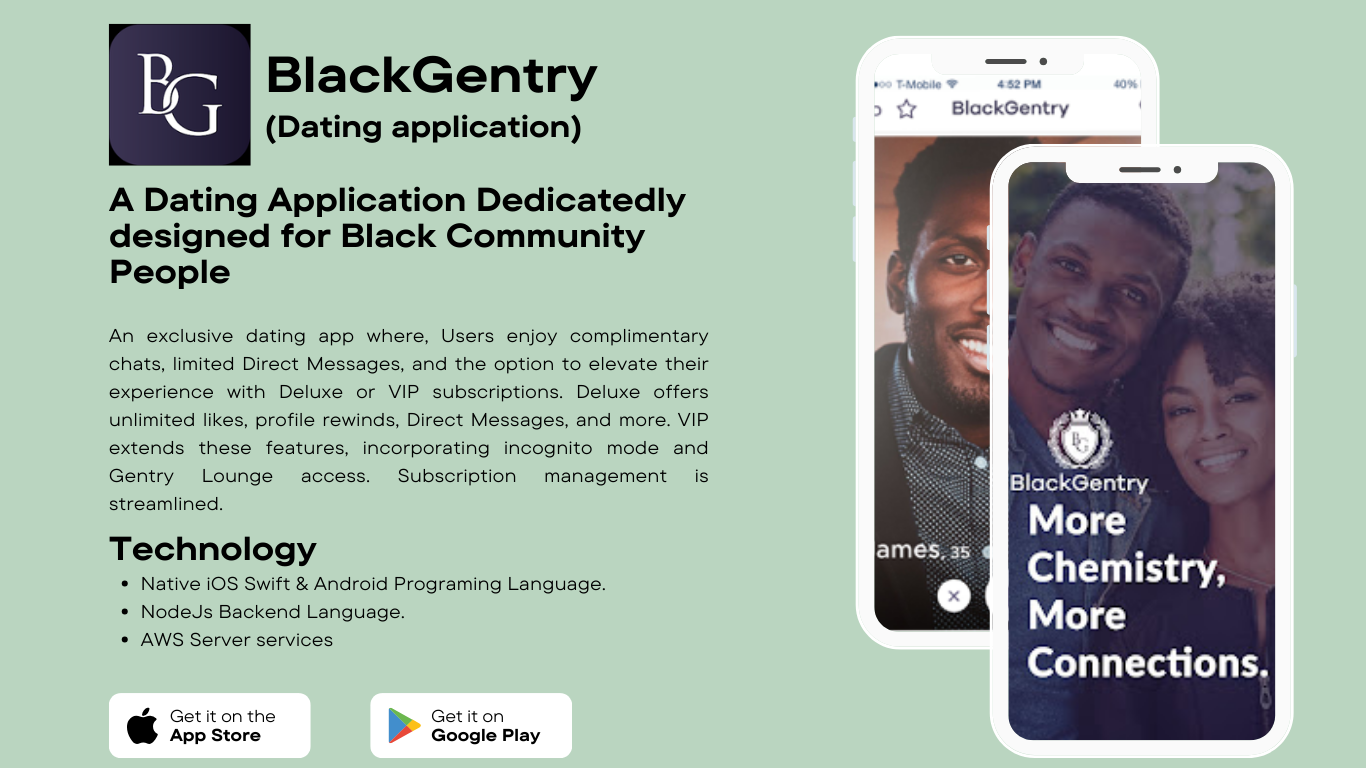 BG
BlackGentry
(Dating application)
A Dating Application Dedicatedly
designed for Black Community
People
An exclusive dating app where, Users enjoy complimentary
chats, limited Direct Messages, and the option to elevate their
experience with Deluxe or VIP subscriptions. Deluxe offers
unlimited likes, profile rewinds, Direct Messages, and more. VIP
extends these features, incorporating incognito mode and
Gentry Lounge access. Subscription management is
streamlined.
Technology
Native iOS Swift & Android Programing Language.
NodeJs Backend Language.
AWS Server services
Get it on the
App Store
Get it on
Google Play
T-Mobile 4:52 PM 40%
BlackGentry
ames, 35
BG
BlackGentry
More
Chemistry,
More
Connections.